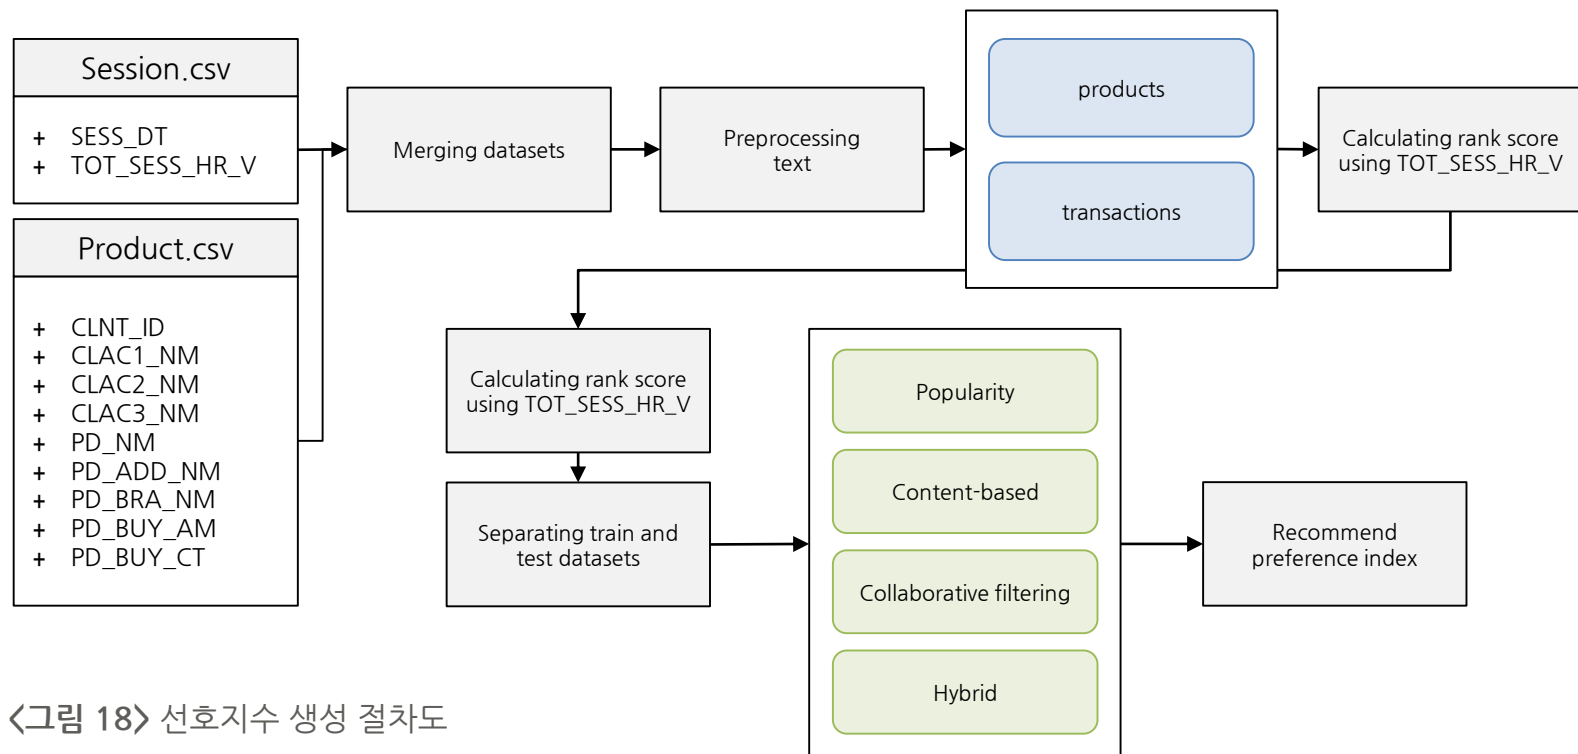 Session.csv
+ SESS_DT
+ TOT_SESS_HR_V
Product.csv
+ CLNT_ID
+ CLAC1_NM
+ CLAC2_NM
+ CLAC3_NM
+ PD_NM
+ PD_ADD_NM
+ PD_BRA_NM
+ PD_BUY_AM
+ PD_BUY_CT
Merging datasets
Preprocessing
text
products
transactions
Calculating rank score
using TOT_SESS_HR_V
Calculating rank score
using TOT_SESS_HR_V
Separating train and
test datasets
Popularity
Content-based
Collaborative filtering
Hybrid
Recommend
preference index
<그림 18> 선호지수 생성 절차도